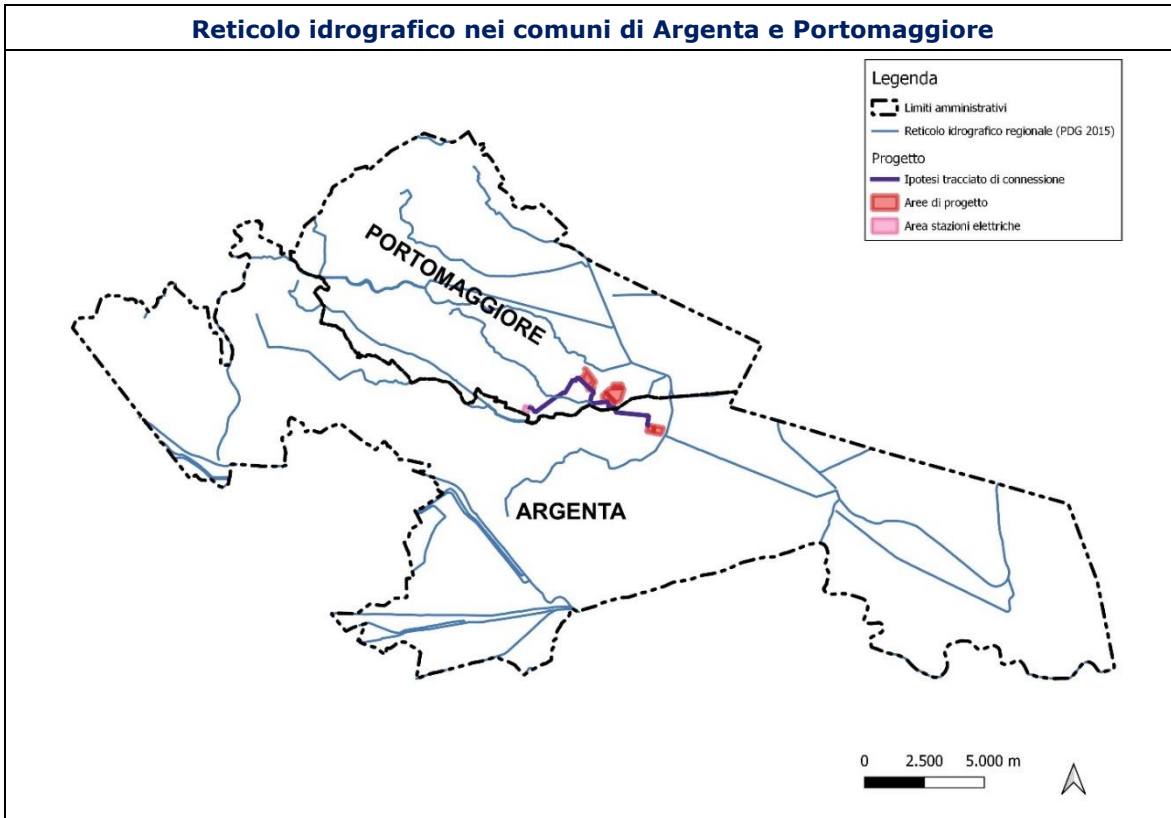 Reticolo idrografico nei comuni di Argenta e Portomaggiore
Legenda
Limiti amministrativi
Reticolo idrografico regionale (PDG 2015)
Progetto
Ipotesi tracciato di connessione
Aree di progetto
Area stazioni elettriche
PORTOMAGGIORE
ARGENTA
0 2.500 5.000 m